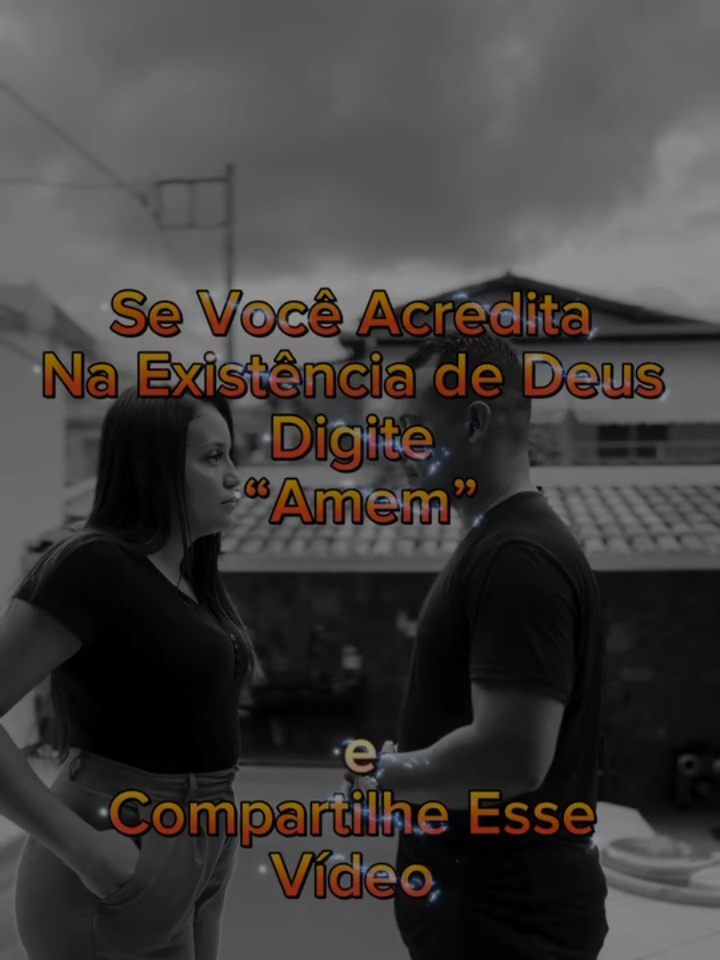 Se Você Acredita
Na Existência de Deus
Digite
“Amem”
e
Compartilhe Esse
Vídeo